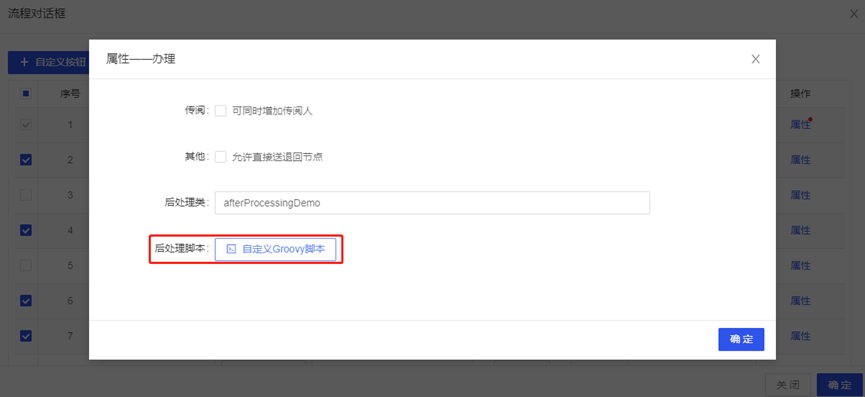 流程对话框
+ 自定义按钮
属性——办理
序号
操作
传阅: 可同时增加传阅人
1
属性
其他: 允许直接送退回节点
2
属性
后处理类: afterProcessingDemo
3
属性
4
属性
后处理脚本: 自定义Groovy脚本
5
属性
6
属性
7
属性
确 定
关 闭
确 定